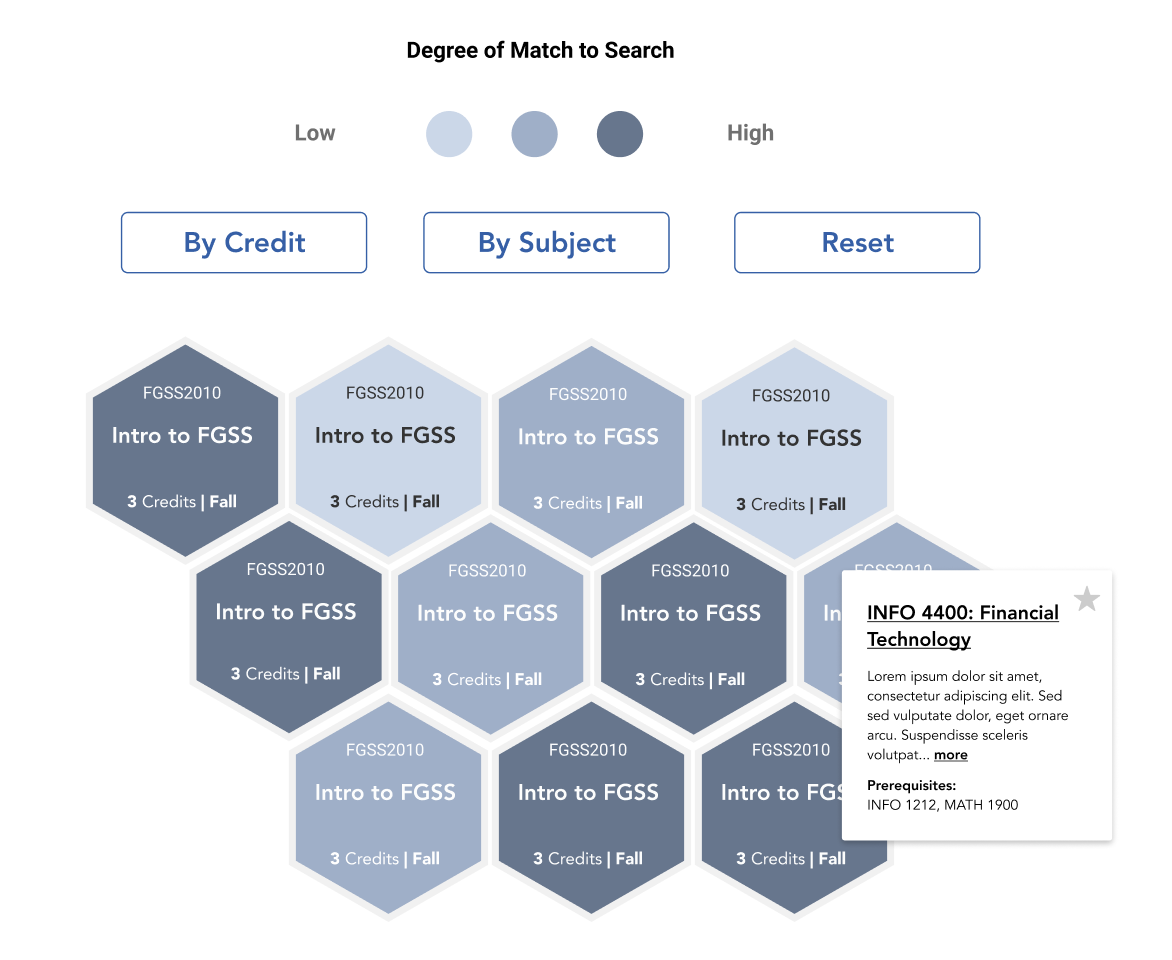 Degree of Match to Search
Low
High
By Credit
By Subject
Reset
FGSS2010
Intro to FGSS
3 Credits | Fall
FGSS2010
Intro to FGSS
3 Credits | Fall
FGSS2010
Intro to FGSS
3 Credits | Fall
FGSS2010
Intro to FGSS
3 Credits | Fall
FGSS2010
Intro to FGSS
3 Credits | Fall
FGSS2010
Intro to FGSS
3 Credits | Fall
FGSS2010
Intro to FGSS
3 Credits | Fall
FGSS2010
In
INFO 4400: Financial
Technology
Lorem ipsum dolor sit amet,
consectetur adipiscing elit. Sed
sed vulputate dolor, eget ornare
arcu. Suspendisse sceleris
volutpat... more
Prerequisites:
INFO 1212, MATH 1900
FGSS2010
Intro to FGSS
3 Credits | Fall
FGSS2010
Intro to FGSS
3 Credits | Fall
FGSS2010
Intro to FGS
3 Credits | Fall